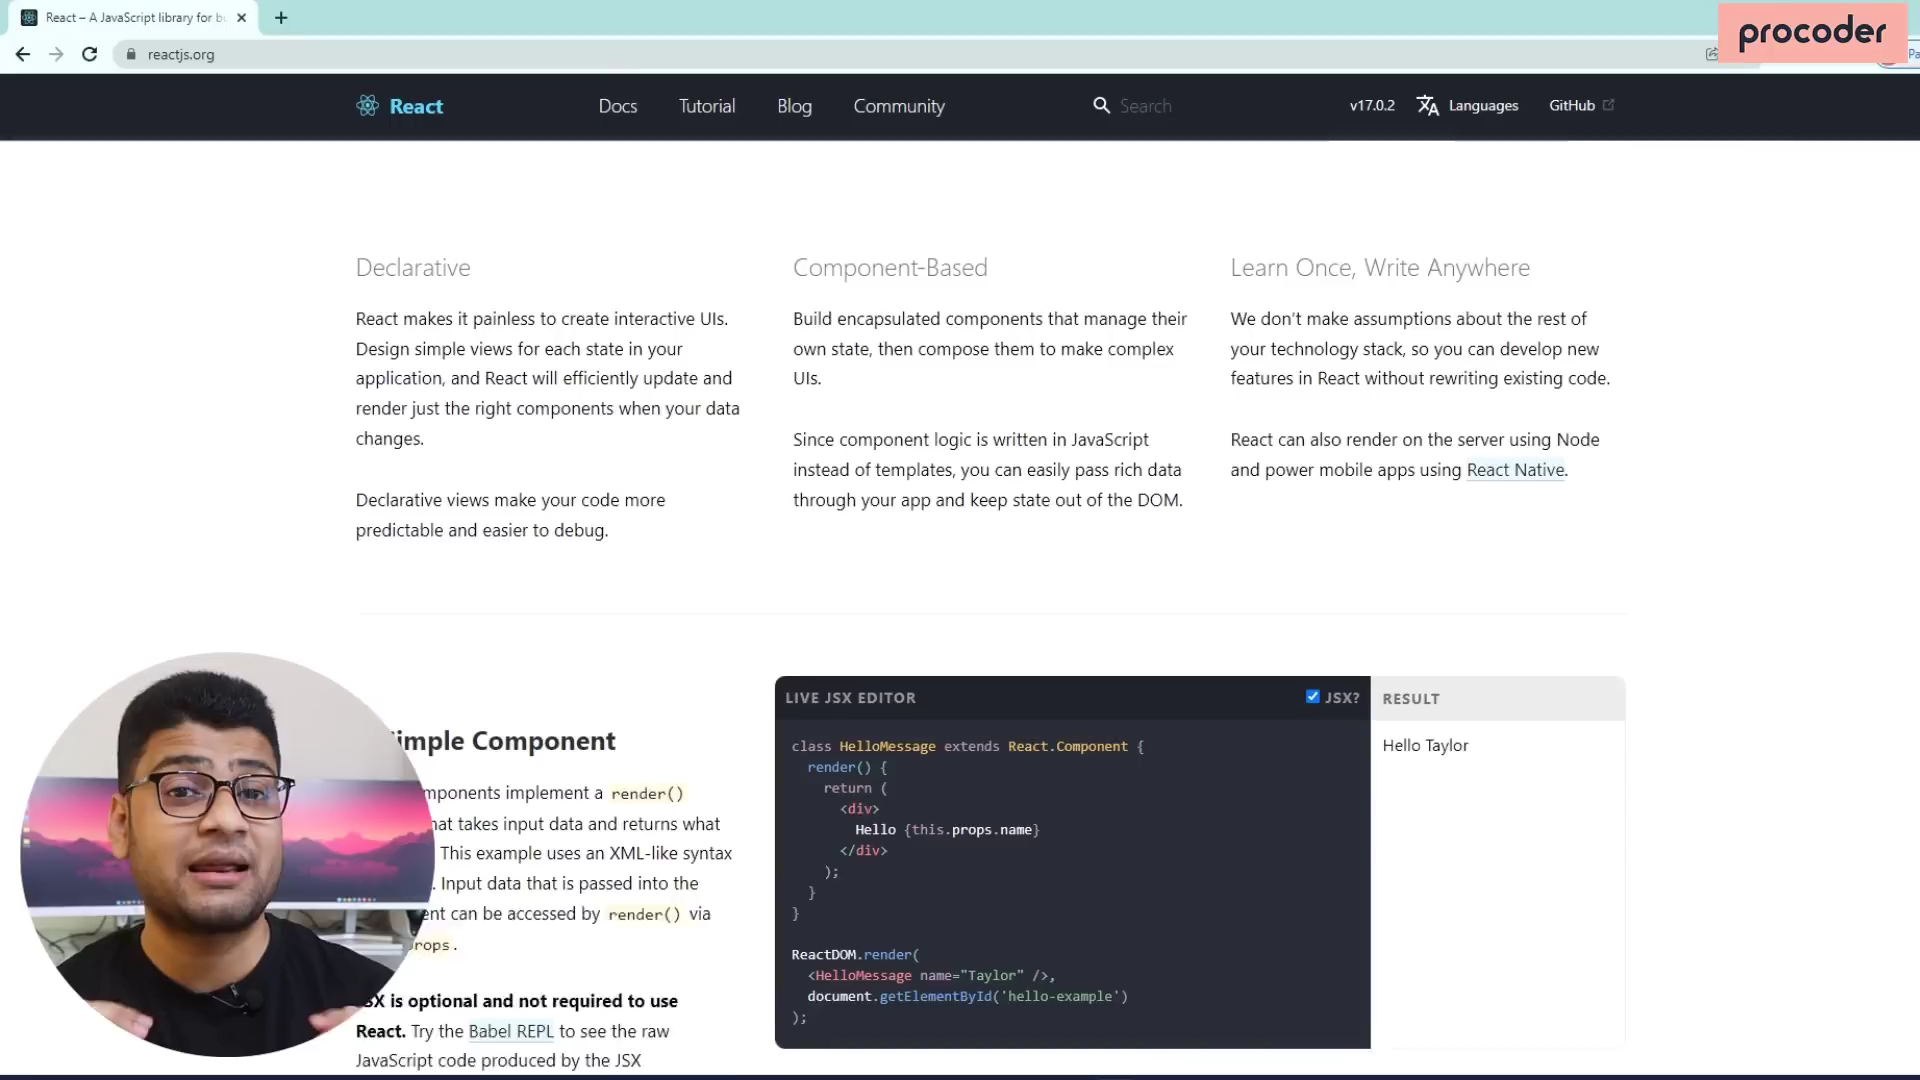 React – A JavaScript library for bu
procoder
reactjs.org
Pa
React
Docs
Tutorial
Blog
Community
Search
v17.0.2
Languages
GitHub
Declarative
React makes it painless to create interactive UIs.
Design simple views for each state in your
application, and React will efficiently update and
render just the right components when your data
changes.
Declarative views make your code more
predictable and easier to debug.
Component-Based
Build encapsulated components that manage their
own state, then compose them to make complex
UIs.
Since component logic is written in JavaScript
instead of templates, you can easily pass rich data
through your app and keep state out of the DOM.
Learn Once, Write Anywhere
We don’t make assumptions about the rest of
your technology stack, so you can develop new
features in React without rewriting existing code.
React can also render on the server using Node
and power mobile apps using React Native.
imple Component
mponents implement a render()
hat takes input data and returns what
This example uses an XML-like syntax
. Input data that is passed into the
ent can be accessed by render() via
props.
SX is optional and not required to use
React. Try the Babel REPL to see the raw
JavaScript code produced by the JSX
LIVE JSX EDITOR
JSX?
class HelloMessage extends React.Component {
render() {
return (
<div>
Hello {this.props.name}
</div>
);
}
}
ReactDOM.render(
<HelloMessage name="Taylor" />,
document.getElementById('hello-example')
);
RESULT
Hello Taylor